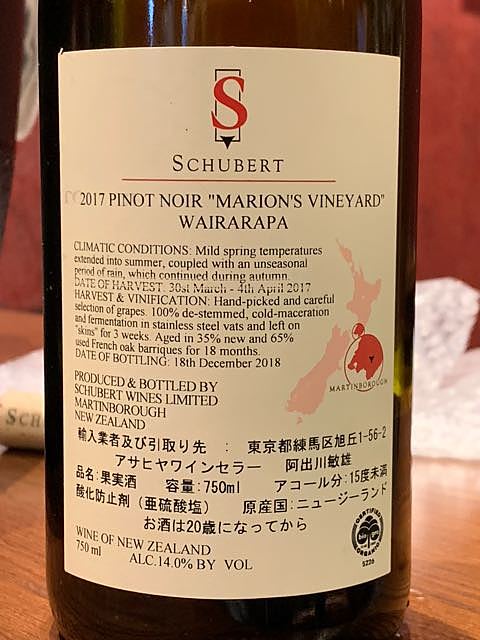 S
SCHUBERT
2017 PINOT NOIR "MARION'S VINEYARD"
WAIRARAPA
CLIMATIC CONDITIONS: Mild spring temperatures
extended into summer, coupled with an unseasonal
period of rain, which continued during autumn.
DATE OF HARVEST: 30st March - 4th April 2017
HARVEST & VINIFICATION: Hand-picked and careful
selection of grapes. 100% de-stemmed, cold-maceration
and fermentation in stainless steel vats and left on
"skins" for 3 weeks. Aged in 35% new and 65%
used French oak barriques for 18 months.
DATE OF BOTTLING: 18th December 2018
MARTINBOROUGH
PRODUCED & BOTTLED BY
SCHUBERT WINES LIMITED
MARTINBOROUGH
NEW ZEALAND
輸入業者及び引取り先 : 東京都練馬区旭丘1-56-2
アサヒヤワインセラー 阿出川敏雄
品名:果実酒 容量:750ml アコール分:15度未満
酸化防止剤(亜硫酸塩) 原産国:ニュージーランド
お酒は20歳になってから
WINE OF NEW ZEALAND
750 ml ALC.14.0% BY VOL
CERTIFIED
ORGANIC
5226
SCHU